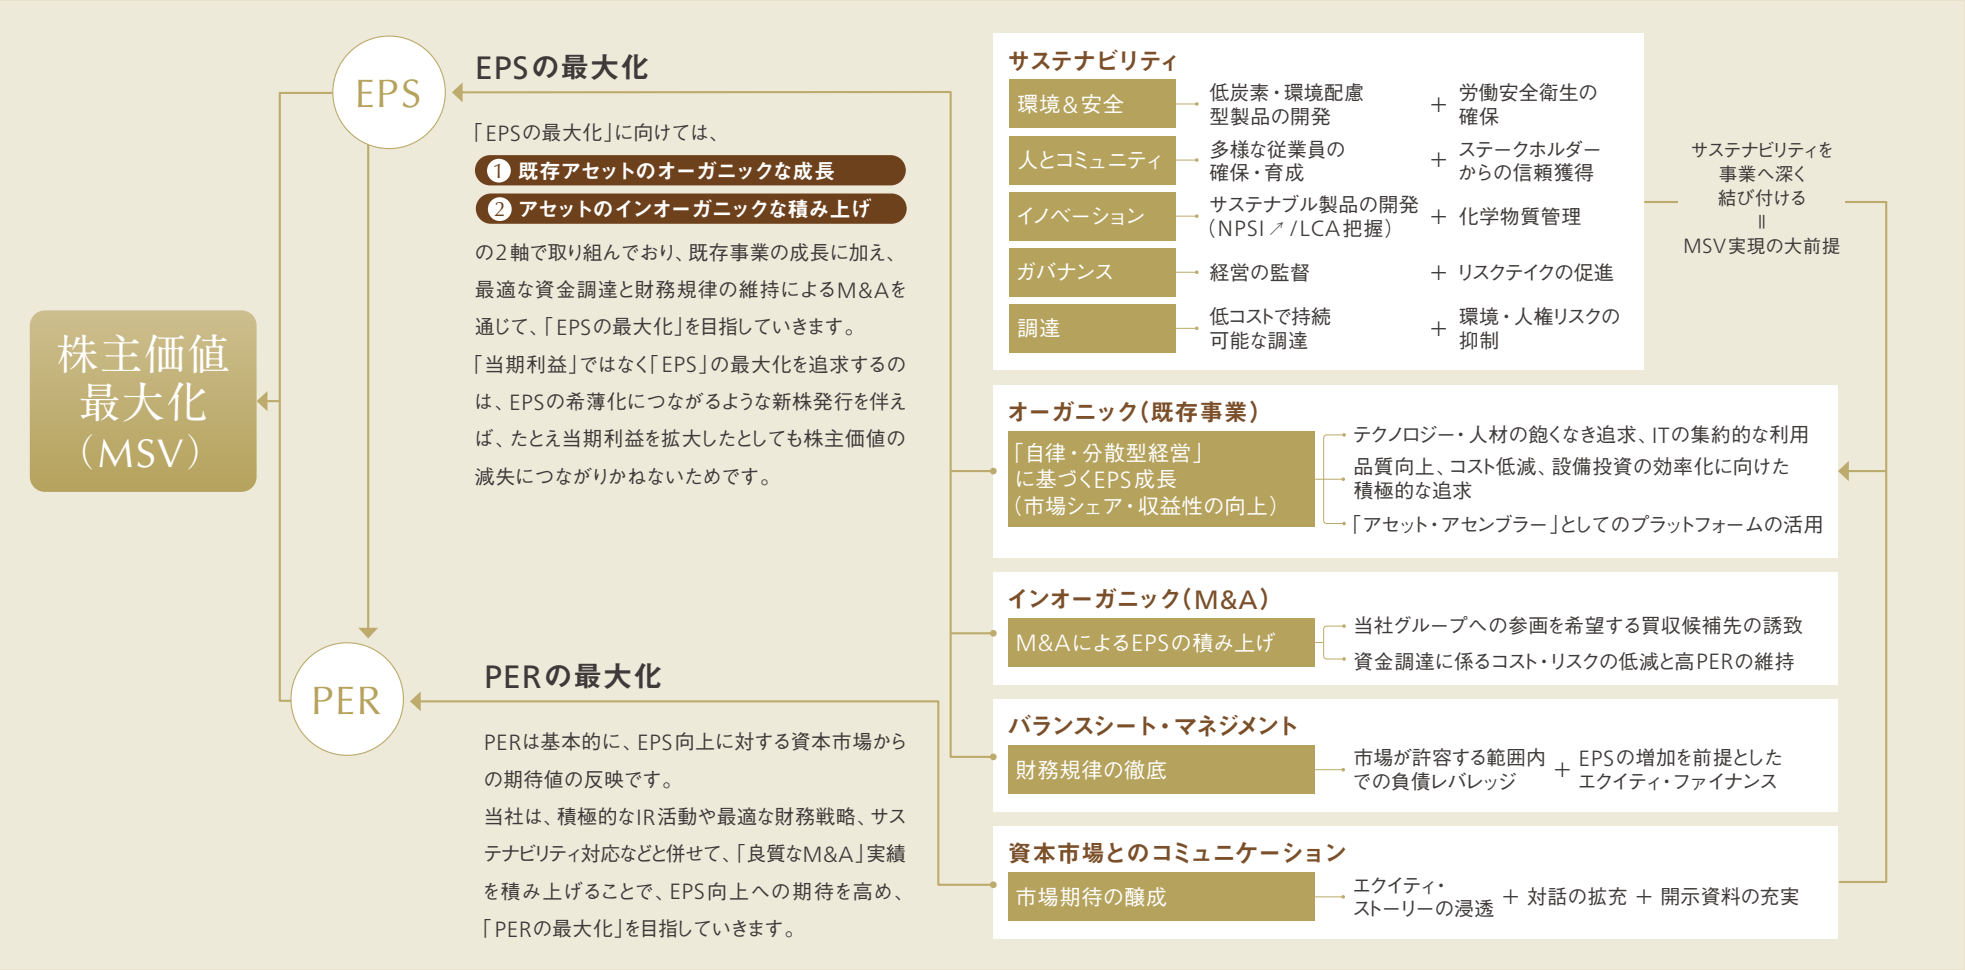 株主価値
最大化
（MSV）
EPS
PER
EPSの最大化
「EPSの最大化」に向けては、
1 既存アセットのオーガニックな成長
2 アセットのインオーガニックな積み上げ
の2軸で取り組んでおり、既存事業の成長に加え、
最適な資金調達と財務規律の維持によるM&Aを
通じて、「EPSの最大化」を目指していきます。
「当期利益」ではなく「EPS」の最大化を追求するの
は、EPSの希薄化につながるような新株発行を伴え
ば、たとえ当期利益を拡大したとしても株主価値の
減失につながりかねないためです。
PERの最大化
PERは基本的に、EPS向上に対する資本市場から
の期待値の反映です。
当社は、積極的なIR活動や最適な財務戦略、サス
テナビリティ対応などと併せて、「良質なM&A」実績
を積み上げることで、EPS向上への期待を高め、
「PERの最大化」を目指していきます。
サステナビリティ
環境＆安全
低炭素・環境配慮
型製品の開発
＋
労働安全衛生の
確保
人とコミュニティ
多様な従業員の
確保・育成
＋
ステークホルダー
からの信頼獲得
イノベーション
サステナブル製品の開発
（NPSI↗/LCA把握）
＋
化学物質管理
ガバナンス
経営の監督
＋
リスクテイクの促進
調達
低コストで持続
可能な調達
＋
環境・人権リスクの
抑制
サステナビリティを
事業へ深く
結び付ける
＝
MSV実現の大前提
オーガニック（既存事業）
「自律・分散型経営」
に基づくEPS成長
（市場シェア・収益性の向上）
テクノロジー・人材の飽くなき追求、ITの集約的な利用
品質向上、コスト低減、設備投資の効率化に向けた
積極的な追求
「アセット・アセンブラー」としてのプラットフォームの活用
インオーガニック（M&A）
M&AによるEPSの積み上げ
当社グループへの参画を希望する買収候補先の誘致
資金調達に係るコスト・リスクの低減と高PERの維持
バランスシート・マネジメント
財務規律の徹底
市場が許容する範囲内
での負債レバレッジ
＋
EPSの増加を前提とした
エクイティ・ファイナンス
資本市場とのコミュニケーション
市場期待の醸成
エクイティ・
ストーリーの浸透
＋ 対話の拡充 ＋ 開示資料の充実